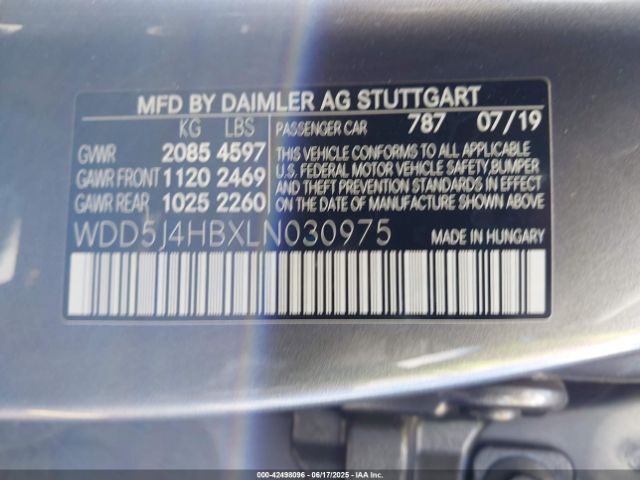 MFD BY DAIMLER AG STUTTGART
KG LBS PASSENGER CAR 787 07/19
GVWR 2085 4597
GAWR FRONT 1120 2469
GAWR REAR 1025 2260
THIS VEHICLE CONFORMS TO ALL APPLICABLE
U.S. FEDERAL MOTOR VEHICLE SAFETY, BUMPER
AND THEFT PREVENTION STANDARDS IN EFFECT
ON THE DATE OF MANUFACTURE SHOWN ABOVE.
WDD5J4HBXLN030975 MADE IN HUNGARY
000-42498096 - 06/17/2025 - IAA Inc.